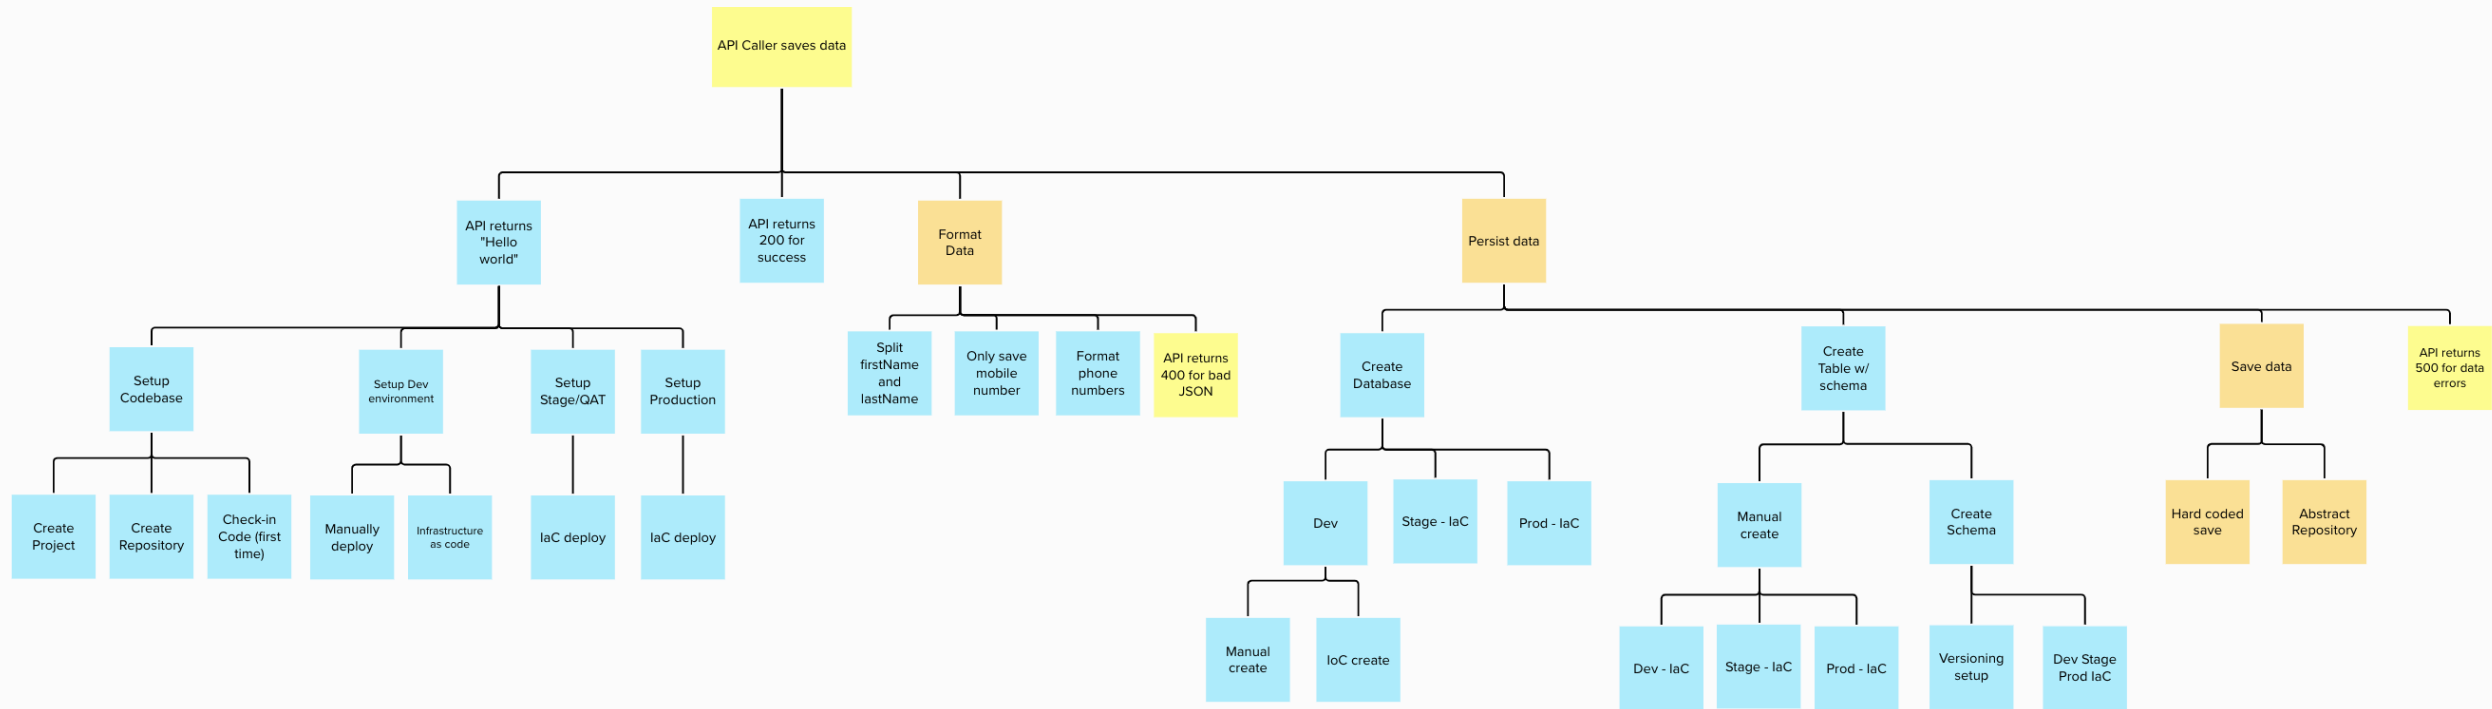 API Caller saves data
API returns
"Hello
world"
API returns
200 for
success
Format
Data
Persist data
Setup
Codebase
Setup Dev
environment
Setup
Stage/QAT
Setup
Production
Split
firstName
and
lastName
Only save
mobile
number
Format
phone
numbers
API returns
400 for bad
JSON
Create
Database
Create
Table w/
schema
Save data
API returns
500 for data
errors
Create
Project
Create
Repository
Check-in
Code (first
time)
Manually
deploy
Infrastructure
as code
IaC deploy
IaC deploy
Dev
Stage - IaC
Prod - IaC
Manual
create
Create
Schema
Hard coded
save
Abstract
Repository
Manual
create
IoC create
Dev - IaC
Stage - IaC
Prod - IaC
Versioning
setup
Dev Stage
Prod IaC